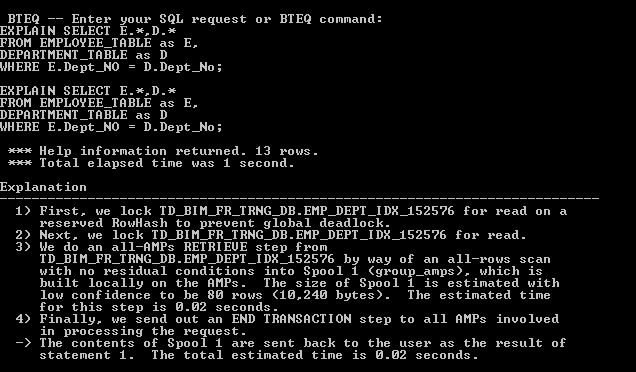 BTEQ -- Enter your SQL request or BTEQ command:
EXPLAIN SELECT E.*,D.*
FROM EMPLOYEE_TABLE as E,
DEPARTMENT_TABLE as D
WHERE E.Dept_NO = D.Dept_No;
EXPLAIN SELECT E.*,D.*
FROM EMPLOYEE_TABLE as E,
DEPARTMENT_TABLE as D
WHERE E.Dept_NO = D.Dept_No;
*** Help information returned. 13 rows.
*** Total elapsed time was 1 second.
Explanation
---------------------------------------------------------------------------
1) First, we lock TD_BIM_FR_TRNG_DB.EMP_DEPT_IDX_152576 for read on a
reserved RowHash to prevent global deadlock.
2) Next, we lock TD_BIM_FR_TRNG_DB.EMP_DEPT_IDX_152576 for read.
3) We do an all-AMPs RETRIEVE step from
TD_BIM_FR_TRNG_DB.EMP_DEPT_IDX_152576 by way of an all-rows scan
with no residual conditions into Spool 1 (group_amps), which is
built locally on the AMPs.  The size of Spool 1 is estimated with
low confidence to be 80 rows (10,240 bytes).  The estimated time
for this step is 0.02 seconds.
4) Finally, we send out an END TRANSACTION step to all AMPs involved
in processing the request.
-> The contents of Spool 1 are sent back to the user as the result of
statement 1.  The total estimated time is 0.02 seconds.